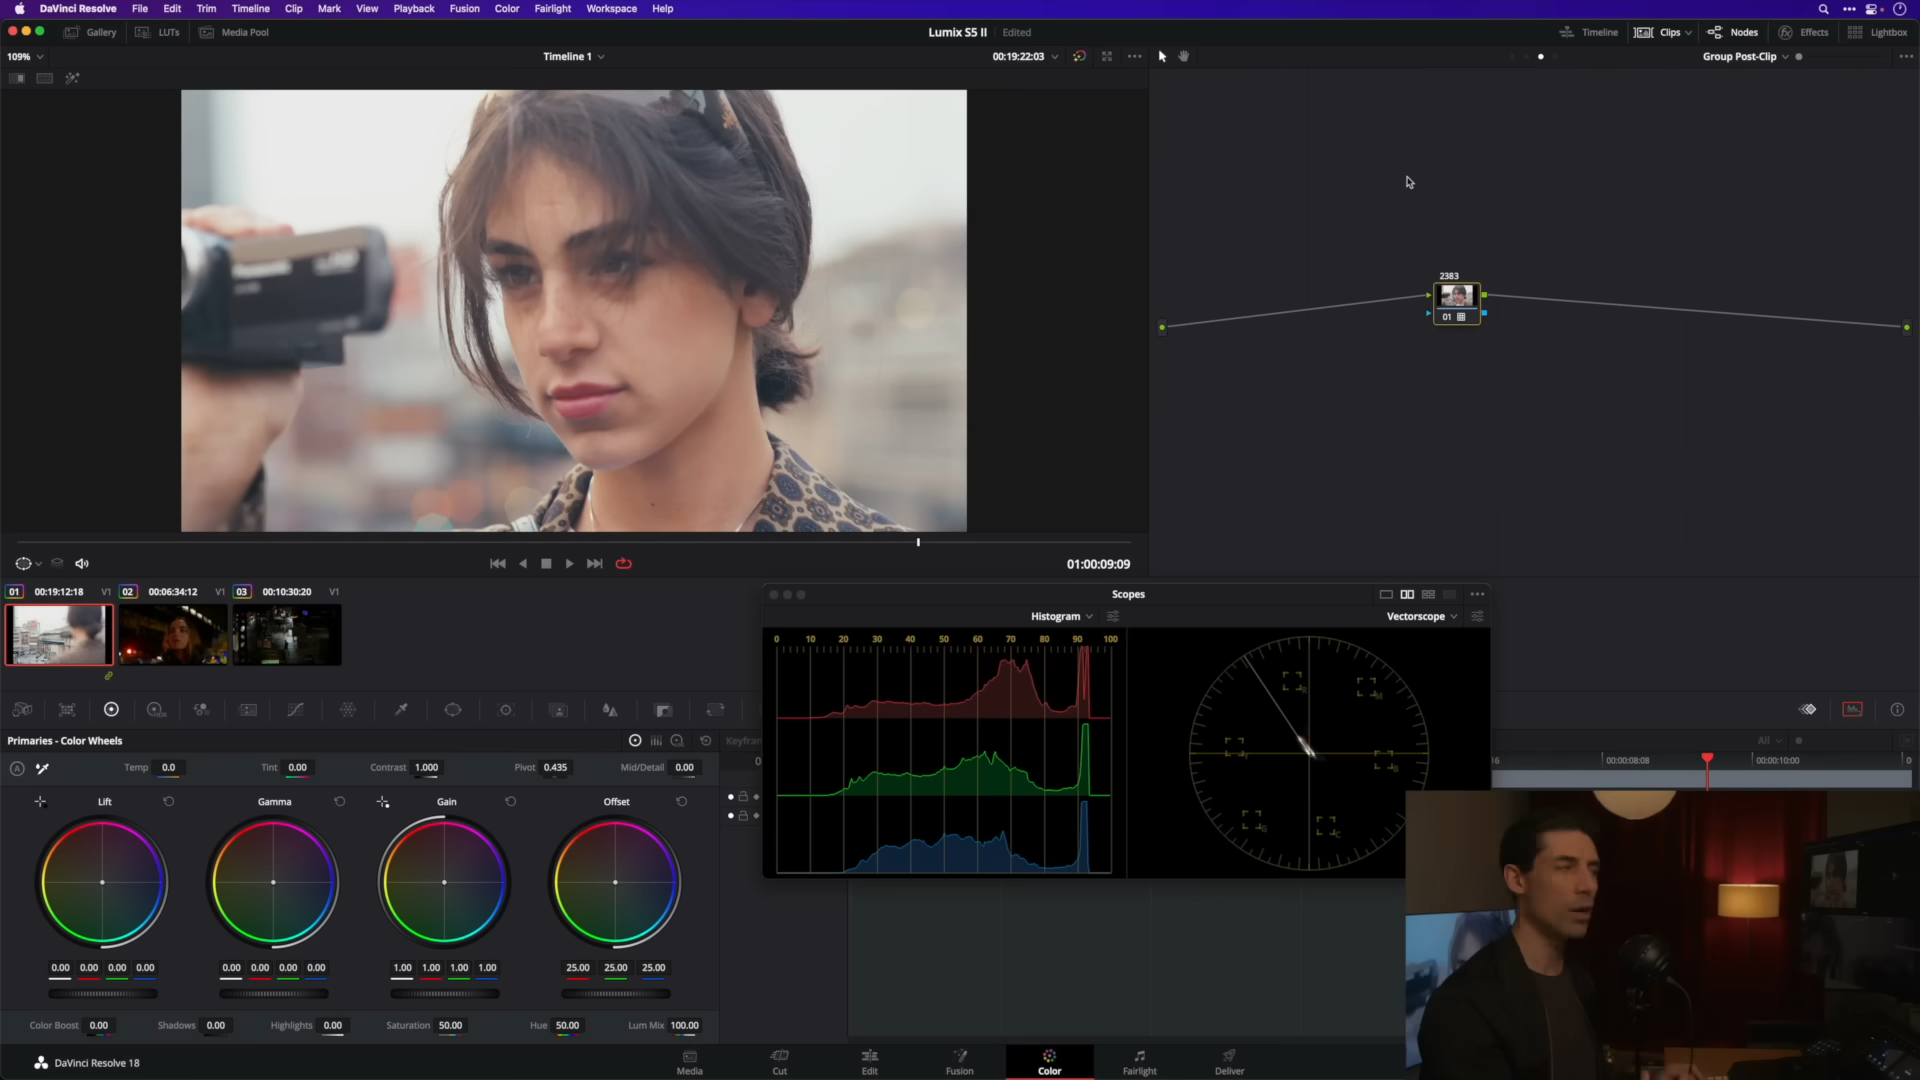 DaVinci Resolve File Edit Trim Timeline Clip Mark View Playback Fusion Color Fairlight Workspace Help
Gallery LUTs Media Pool Lumix S5 II Edited Timeline Clips Nodes Effects Lightbox
109% Timeline 1 00:19:22:03 Group Post-Clip
2383
01
01:00:09:09
01 00:19:12:18 V1 02 00:06:34:12 V1 03 00:10:30:20 V1
Scopes
Histogram Vectorscope
0 10 20 30 40 50 60 70 80 90 100
R M
Y B
G C
Primaries - Color Wheels
Keyfram
All
A Temp 0.0 Tint 0.00 Contrast 1.000 Pivot 0.435 Mid/Detail 0.00
16 00:00:08:08 00:00:10:00 0
Lift Gamma Gain Offset
0.00 0.00 0.00 0.00 0.00 0.00 0.00 0.00 1.00 1.00 1.00 1.00 25.00 25.00 25.00
Color Boost 0.00 Shadows 0.00 Highlights 0.00 Saturation 50.00 Hue 50.00 Lum Mix 100.00
DaVinci Resolve 18
Media Cut Edit Fusion Color Fairlight Deliver